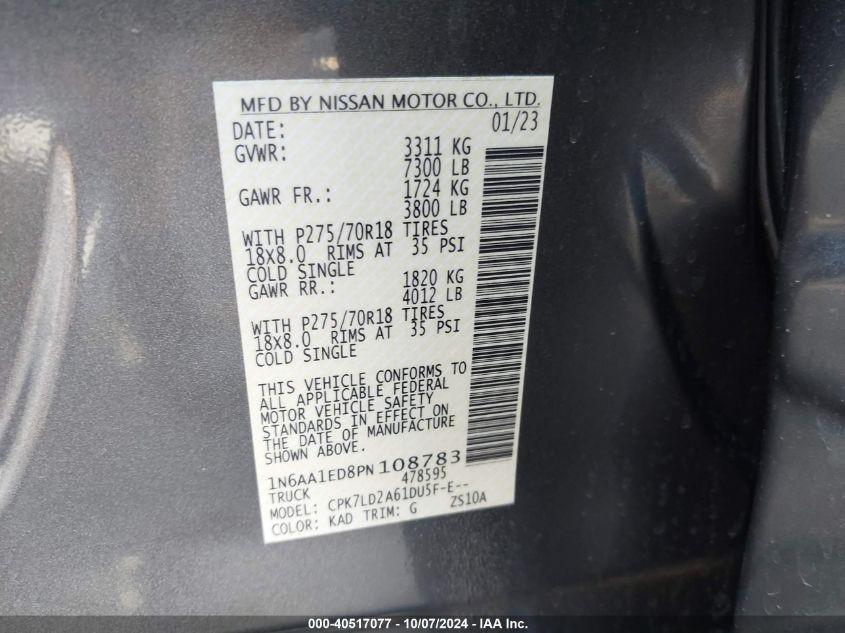 MFD BY NISSAN MOTOR CO., LTD.
DATE: 01/23
GVWR: 3311 KG
7300 LB
GAWR FR.: 1724 KG
3800 LB
WITH P275/70R18 TIRES
18X8.0 RIMS AT 35 PSI
COLD SINGLE
GAWR RR.: 1820 KG
4012 LB
WITH P275/70R18 TIRES
18X8.0 RIMS AT 35 PSI
COLD SINGLE
THIS VEHICLE CONFORMS TO
ALL APPLICABLE FEDERAL
MOTOR VEHICLE SAFETY
STANDARDS IN EFFECT ON
THE DATE OF MANUFACTURE
SHOWN ABOVE.
1N6AA1ED8PN108783
TRUCK 478595
MODEL: CPK7LD2A61DU5F-E--
COLOR: KAD TRIM: G ZS10A
000-40517077 - 10/07/2024 - IAA Inc.